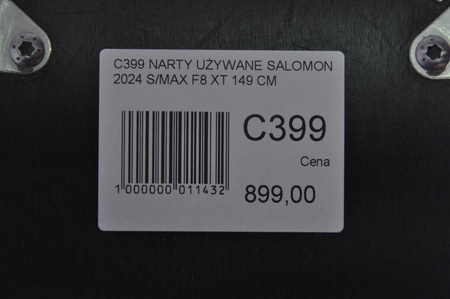 C399 NARTY UŻYWANE SALOMON
2024 S/MAX F8 XT 149 CM
C399
Cena
1 000000 011432
899,00